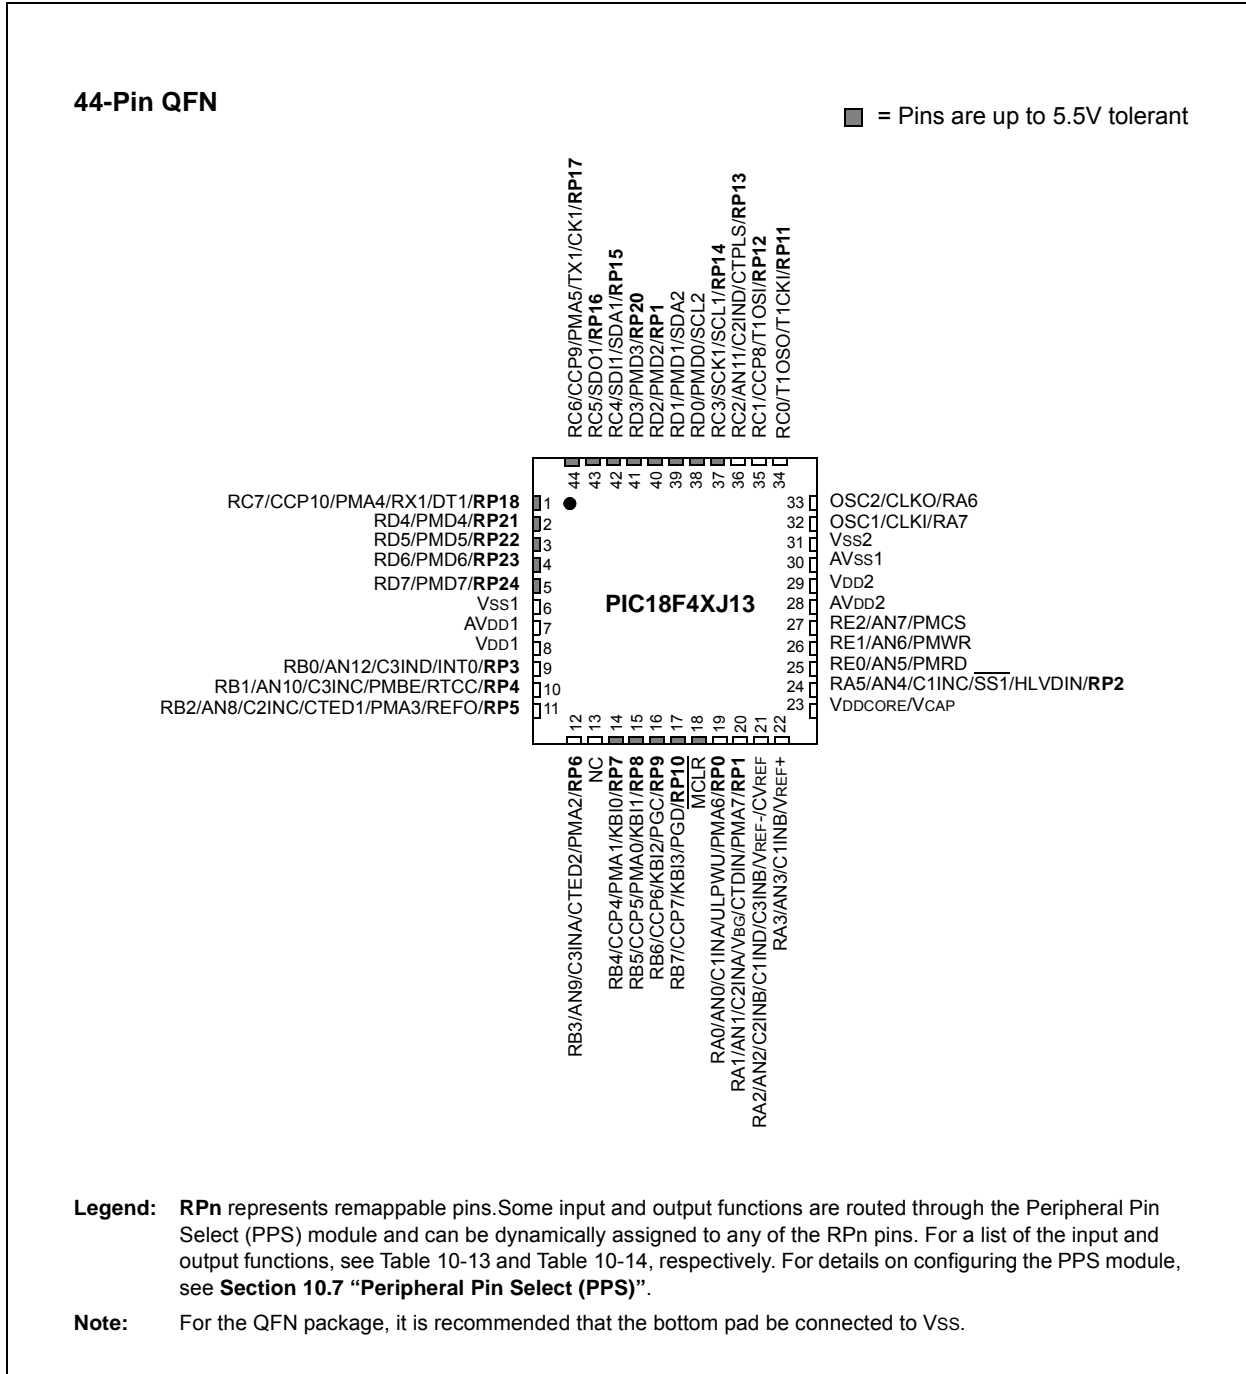 44-Pin QFN
= Pins are up to 5.5V tolerant
RC6/CCP9/PMA5/TX1/CK1/RP17
RC5/SDO1/RP16
RC4/SDI1/SDA1/RP15
RD3/PMD3/RP20
RD2/PMD2/RP1
RD1/PMD1/SDA2
RD0/PMD0/SCL2
RC3/SCK1/SCL1/RP14
RC2/AN11/C2IND/CTPLS/RP13
RC1/CCP8/T1OSI/RP12
RC0/T1OSO/T1CKI/RP11
44 43 42 41 40 39 38 37 36 35 34
RC7/CCP10/PMA4/RX1/DT1/RP18 1
RD4/PMD4/RP21 2
RD5/PMD5/RP22 3
RD6/PMD6/RP23 4
RD7/PMD7/RP24 5
VSS1 6
AVDD1 7
VDD1 8
RB0/AN12/C3IND/INT0/RP3 9
RB1/AN10/C3INC/PMBE/RTCC/RP4 10
RB2/AN8/C2INC/CTED1/PMA3/REFO/RP5 11
PIC18F4XJ13
33 OSC2/CLKO/RA6
32 OSC1/CLKI/RA7
31 VSS2
30 AVSS1
29 VDD2
28 AVDD2
27 RE2/AN7/PMCS
26 RE1/AN6/PMWR
25 RE0/AN5/PMRD
24 RA5/AN4/C1INC/SS1/HLVDIN/RP2
23 VDDCORE/VCAP
12 13 14 15 16 17 18 19 20 21 22
RB3/AN9/C3INA/CTED2/PMA2/RP6
NC
RB4/CCP4/PMA1/KBI0/RP7
RB5/CCP5/PMA0/KBI1/RP8
RB6/CCP6/KBI2/PGC/RP9
RB7/CCP7/KBI3/PGD/RP10
MCLR
RA0/AN0/C1INA/ULPWU/PMA6/RP0
RA1/AN1/C2INA/VBG/CTDIN/PMA7/RP1
RA2/AN2/C2INB/C1IND/C3INB/VREF-/CVREF
RA3/AN3/C1INB/VREF+
Legend: RPn represents remappable pins.Some input and output functions are routed through the Peripheral Pin
Select (PPS) module and can be dynamically assigned to any of the RPn pins. For a list of the input and
output functions, see Table 10-13 and Table 10-14, respectively. For details on configuring the PPS module,
see Section 10.7 “Peripheral Pin Select (PPS)”.
Note: For the QFN package, it is recommended that the bottom pad be connected to VSS.